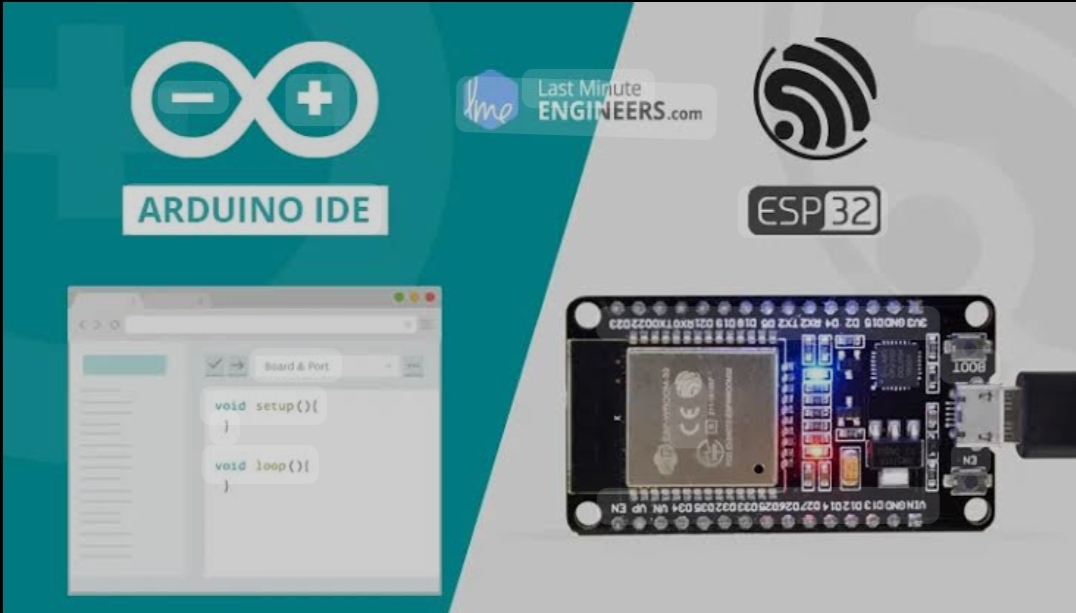 Last Minute
lme ENGINEERS.com
ARDUINO IDE
ESP32
Board & Port
void setup(){
}
void loop(){
}
3V3 GND D15 D2 D4 RX2 TX2 D5 D18 D19 D21 RX0 TX0 D22 D23
BOOT
EN
VIN GND D13 D12 D14 D27 D26 D25 D33 D32 D35 D34 VN VP EN